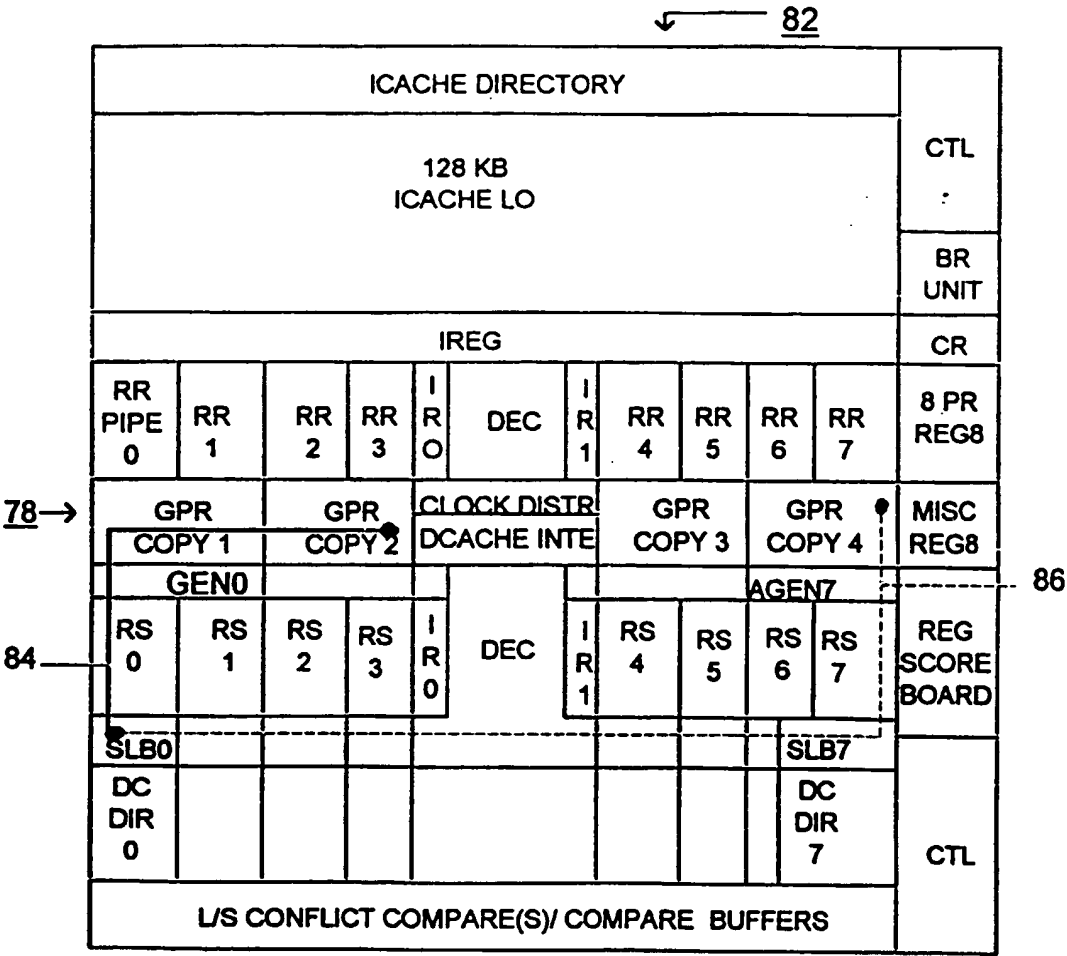 82
ICACHE DIRECTORY
128 KB
ICACHE LO
CTL
BR
UNIT
IREG
CR
RR
PIPE
0
RR
1
RR
2
RR
3
I
R
O
DEC
I
R
1
RR
4
RR
5
RR
6
RR
7
8 PR
REG8
78
GPR
COPY 1
GPR
COPY 2
CLOCK DISTR
DCACHE INTE
GPR
COPY 3
GPR
COPY 4
MISC
REG8
GEN0
AGEN7
86
84
RS
0
RS
1
RS
2
RS
3
I
R
0
DEC
I
R
1
RS
4
RS
5
RS
6
RS
7
REG
SCORE
BOARD
SLB0
SLB7
DC
DIR
0
DC
DIR
7
CTL
L/S CONFLICT COMPARE(S)/ COMPARE BUFFERS